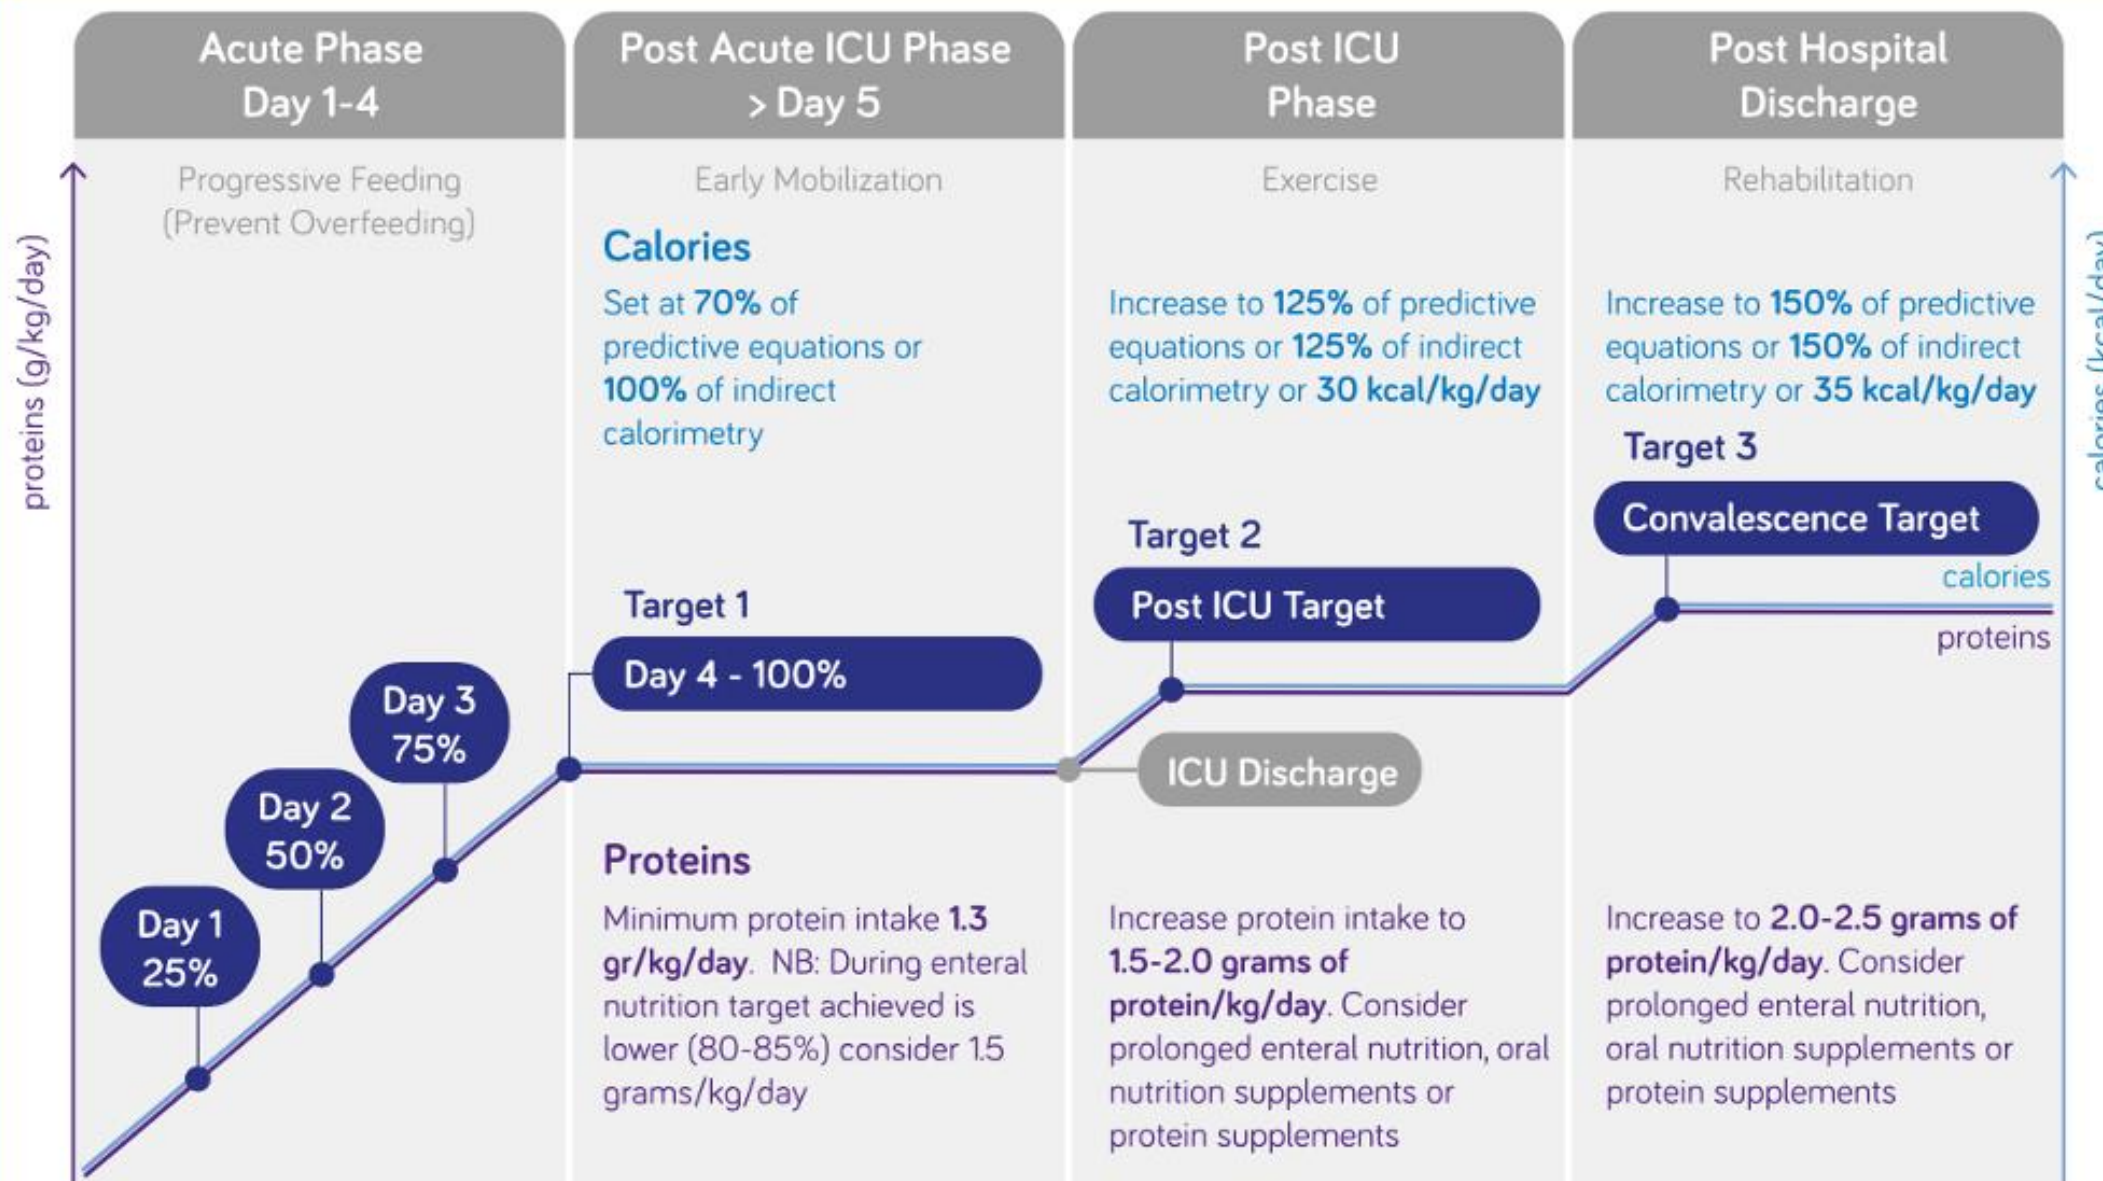 Acute Phase
Day 1-4
Post Acute ICU Phase
> Day 5
Post ICU
Phase
Post Hospital
Discharge
proteins (g/kg/day)
calories (kcal/day)
Progressive Feeding
(Prevent Overfeeding)
Early Mobilization
Exercise
Rehabilitation
Calories
Set at 70% of
predictive equations or
100% of indirect
calorimetry
Increase to 125% of predictive
equations or 125% of indirect
calorimetry or 30 kcal/kg/day
Increase to 150% of predictive
equations or 150% of indirect
calorimetry or 35 kcal/kg/day
Target 3
Convalescence Target
calories
proteins
Target 2
Post ICU Target
Target 1
Day 4 - 100%
ICU Discharge
Day 3
75%
Day 2
50%
Day 1
25%
Proteins
Minimum protein intake 1.3
gr/kg/day. NB: During enteral
nutrition target achieved is
lower (80-85%) consider 1.5
grams/kg/day
Increase protein intake to
1.5-2.0 grams of
protein/kg/day. Consider
prolonged enteral nutrition, oral
nutrition supplements or
protein supplements
Increase to 2.0-2.5 grams of
protein/kg/day. Consider
prolonged enteral nutrition,
oral nutrition supplements or
protein supplements